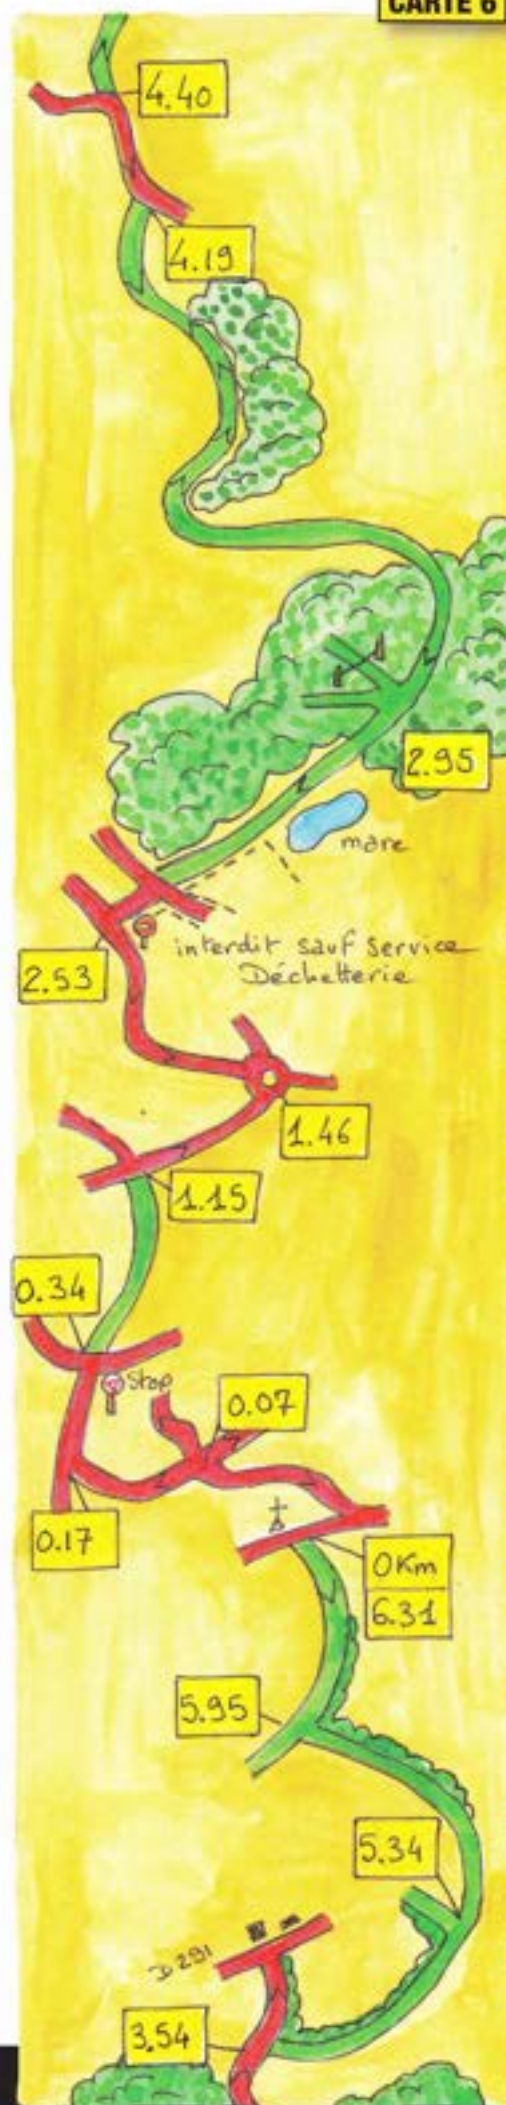 CARTE 6
4.40
4.19
2.95
mare
interdit sauf service
Déchetterie
2.53
1.46
1.15
0.34
Stop
0.07
0.17
0Km
6.31
5.95
5.34
D 291
3.54